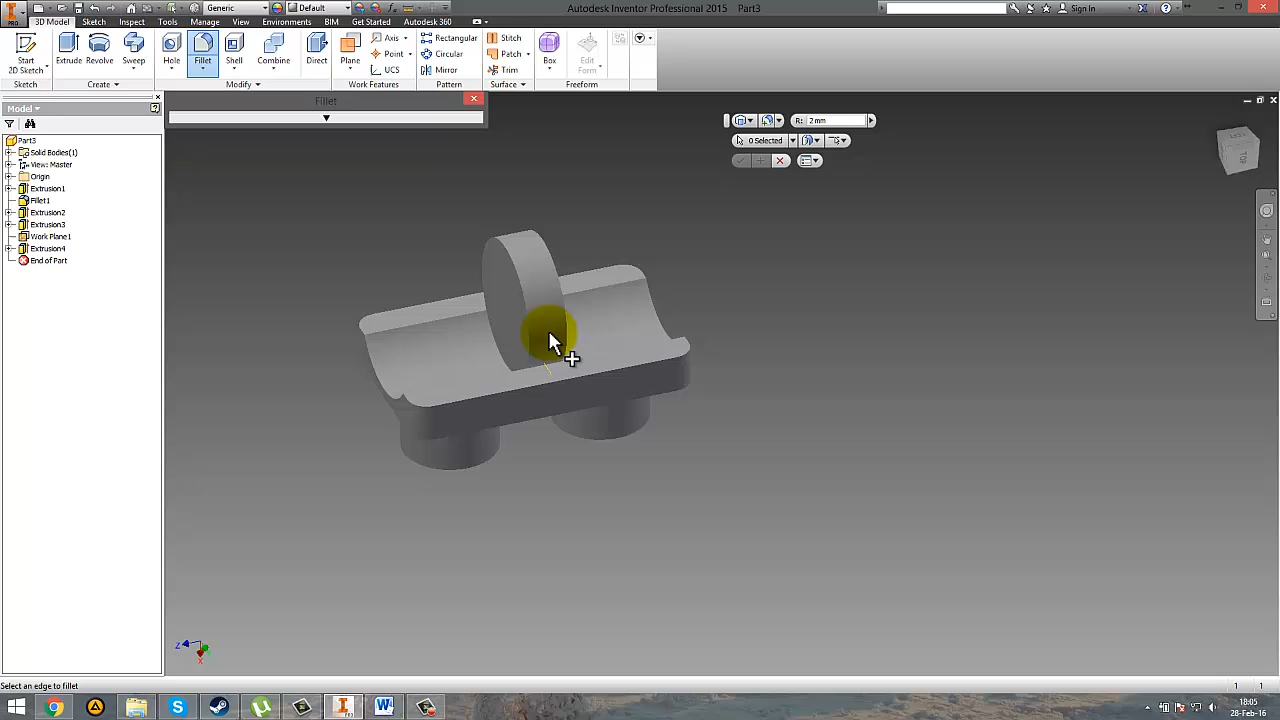 Generic
Default
Autodesk Inventor Professional 2015 Part3
Sign In
PRO
3D Model
Sketch
Inspect
Tools
Manage
View
Environments
BIM
Get Started
Autodesk 360
Start
2D Sketch
Extrude
Revolve
Sweep
Hole
Fillet
Shell
Combine
Direct
Plane
Axis
Point
UCS
Rectangular
Circular
Mirror
Stitch
Patch
Trim
Box
Edit
Form
Sketch
Create
Modify
Work Features
Pattern
Surface
Freeform
Model
Fillet
R: 2 mm
0 Selected
Part3
Solid Bodies(1)
View: Master
Origin
Extrusion1
Fillet1
Extrusion2
Extrusion3
Work Plane1
Extrusion4
End of Part
Z
X
Select an edge to fillet
1 1
18:05
28-Feb-16